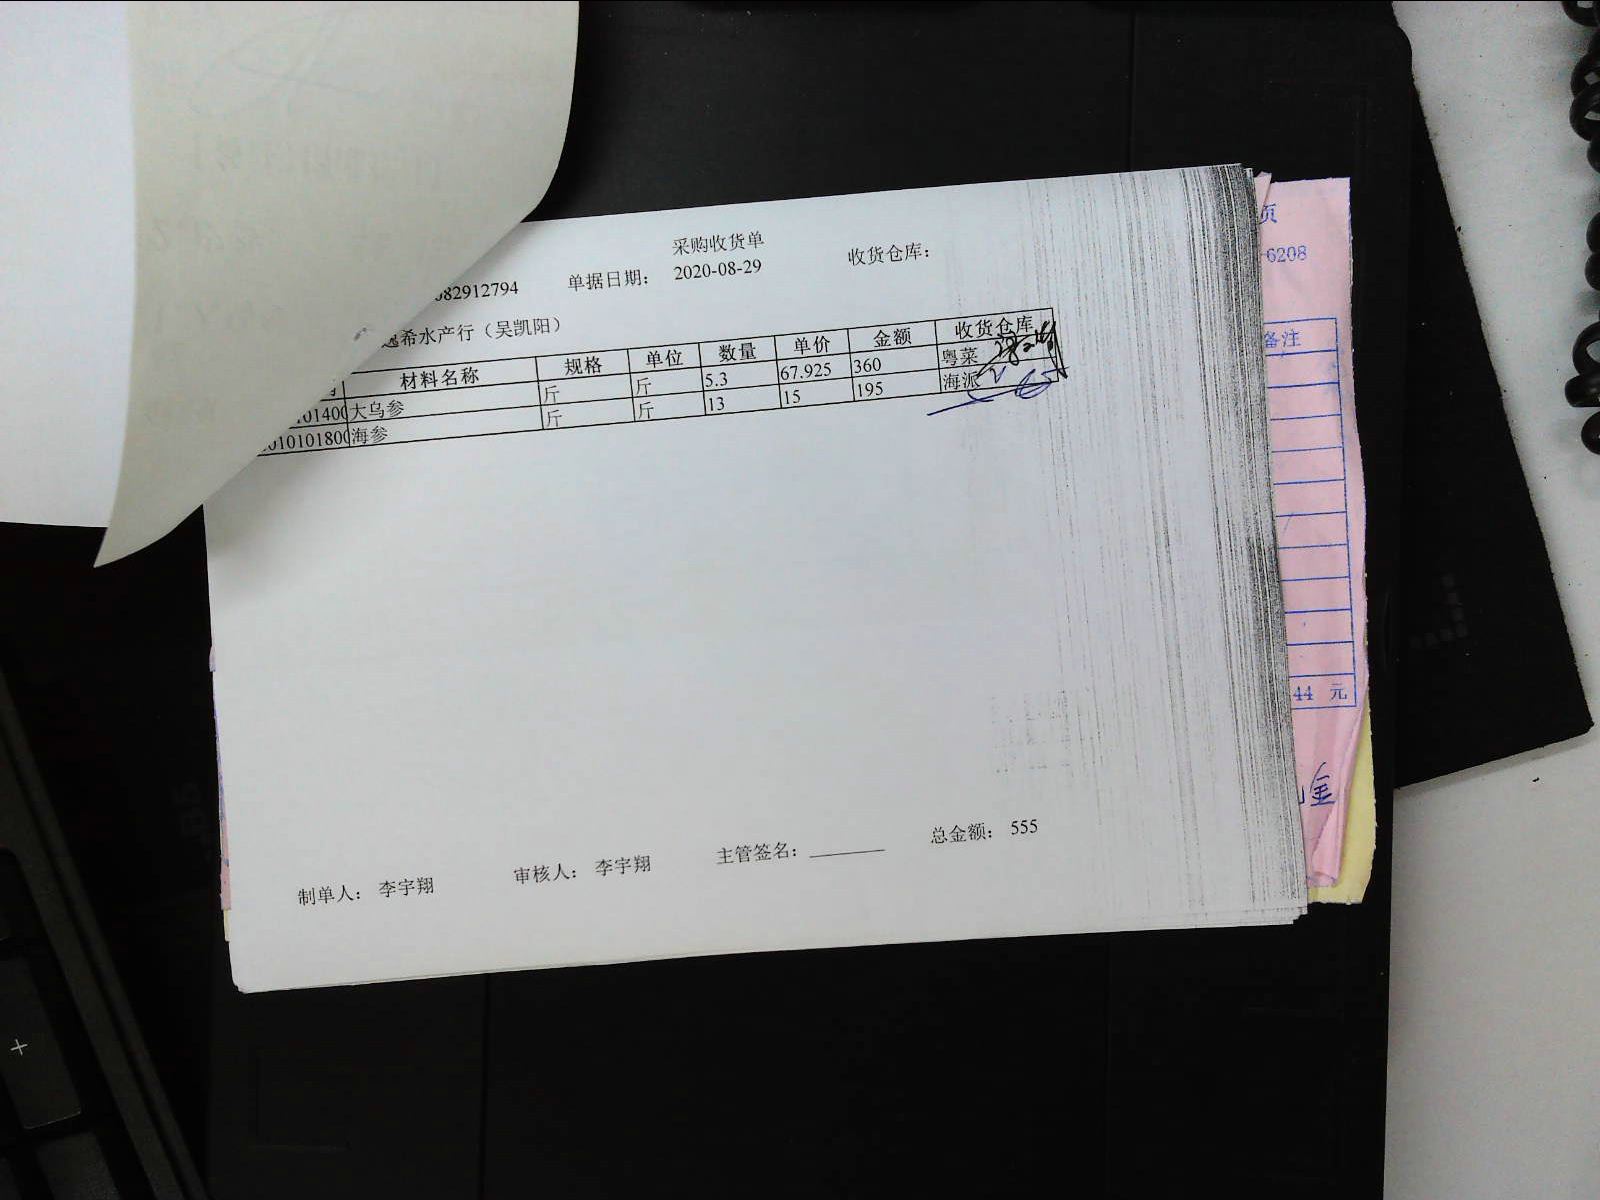 采购收货单
082912794 单据日期： 2020-08-29 收货仓库：
逸希水产行（吴凯阳）
材料名称 规格 单位 数量 单价 金额 收货仓库
101400 大乌参 斤 斤 5.3 67.925 360 粤菜
010101800 海参 斤 斤 13 15 195 海派
制单人： 李宇翔 审核人： 李宇翔 主管签名： 总金额： 555
页
-6208
备注
44 元